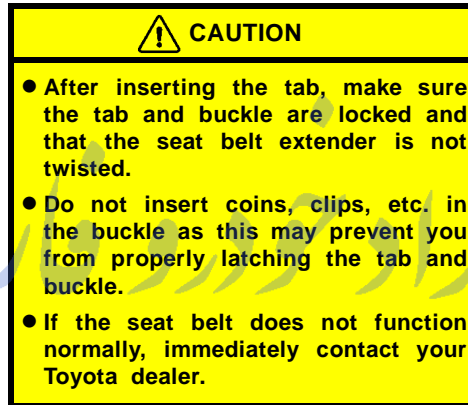 CAUTION
● After inserting the tab, make sure
the tab and buckle are locked and
that the seat belt extender is not
twisted.
● Do not insert coins, clips, etc. in
the buckle as this may prevent you
from properly latching the tab and
buckle.
● If the seat belt does not function
normally, immediately contact your
Toyota dealer.